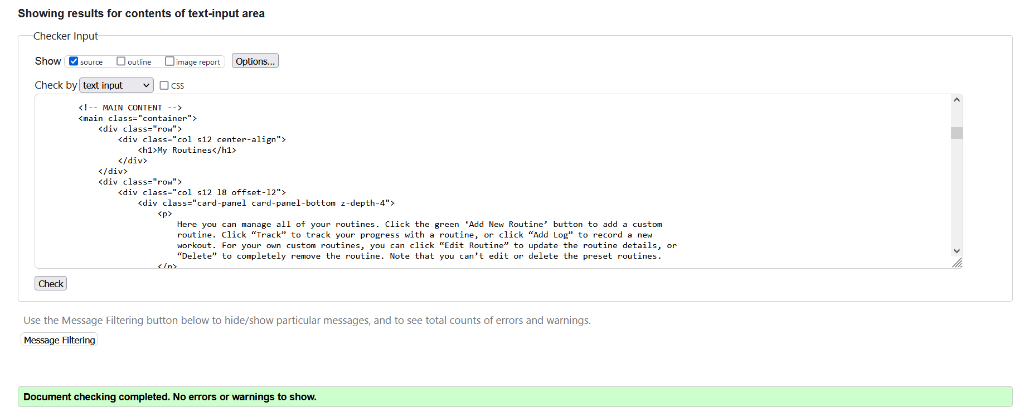 Showing results for contents of text-input area
Checker Input
Show source outline image report Options...
Check by text input CSS
<!-- MAIN CONTENT -->
<main class="container">
<div class="row">
<div class="col s12 center-align">
<h1>My Routines</h1>
</div>
</div>
<div class="row">
<div class="col s12 l8 offset-l2">
<div class="card-panel card-panel-bottom z-depth-4">
<p>
Here you can manage all of your routines. Click the green 'Add New Routine' button to add a custom
routine. Click “Track” to track your progress with a routine, or click “Add Log” to record a new
workout. For your own custom routines, you can click “Edit Routine” to update the routine details, or
“Delete” to completely remove the routine. Note that you can't edit or delete the preset routines.
</p>
Check
Use the Message Filtering button below to hide/show particular messages, and to see total counts of errors and warnings.
Message Filtering
Document checking completed. No errors or warnings to show.